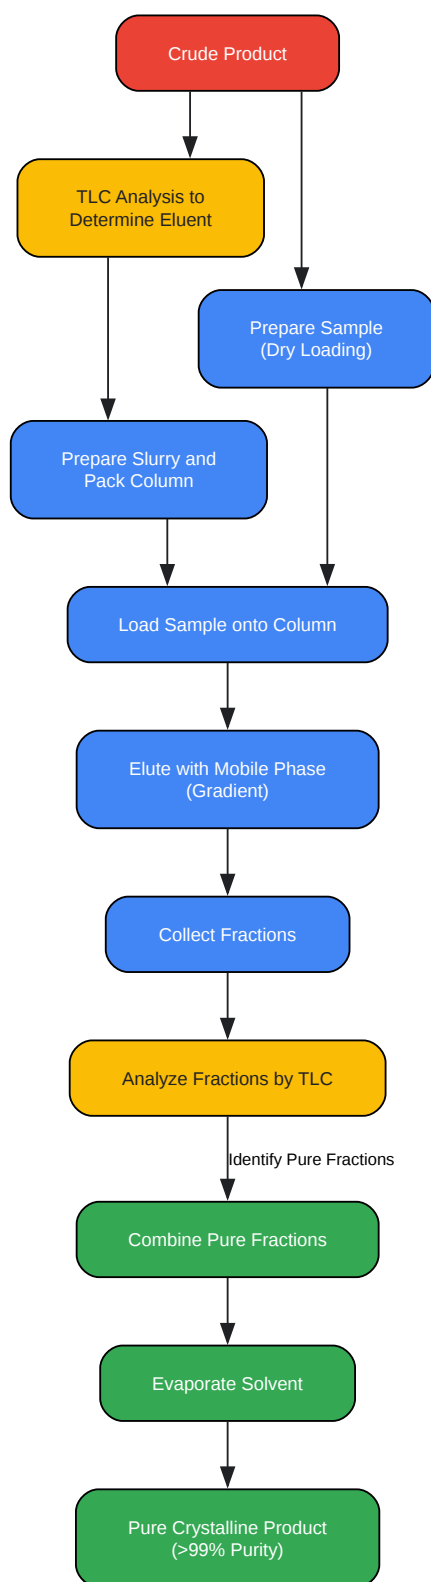 Crude Product
TLC Analysis to
Determine Eluent
Prepare Sample
(Dry Loading)
Prepare Slurry and
Pack Column
Load Sample onto Column
Elute with Mobile Phase
(Gradient)
Collect Fractions
Analyze Fractions by TLC
Identify Pure Fractions
Combine Pure Fractions
Evaporate Solvent
Pure Crystalline Product
(>99% Purity)